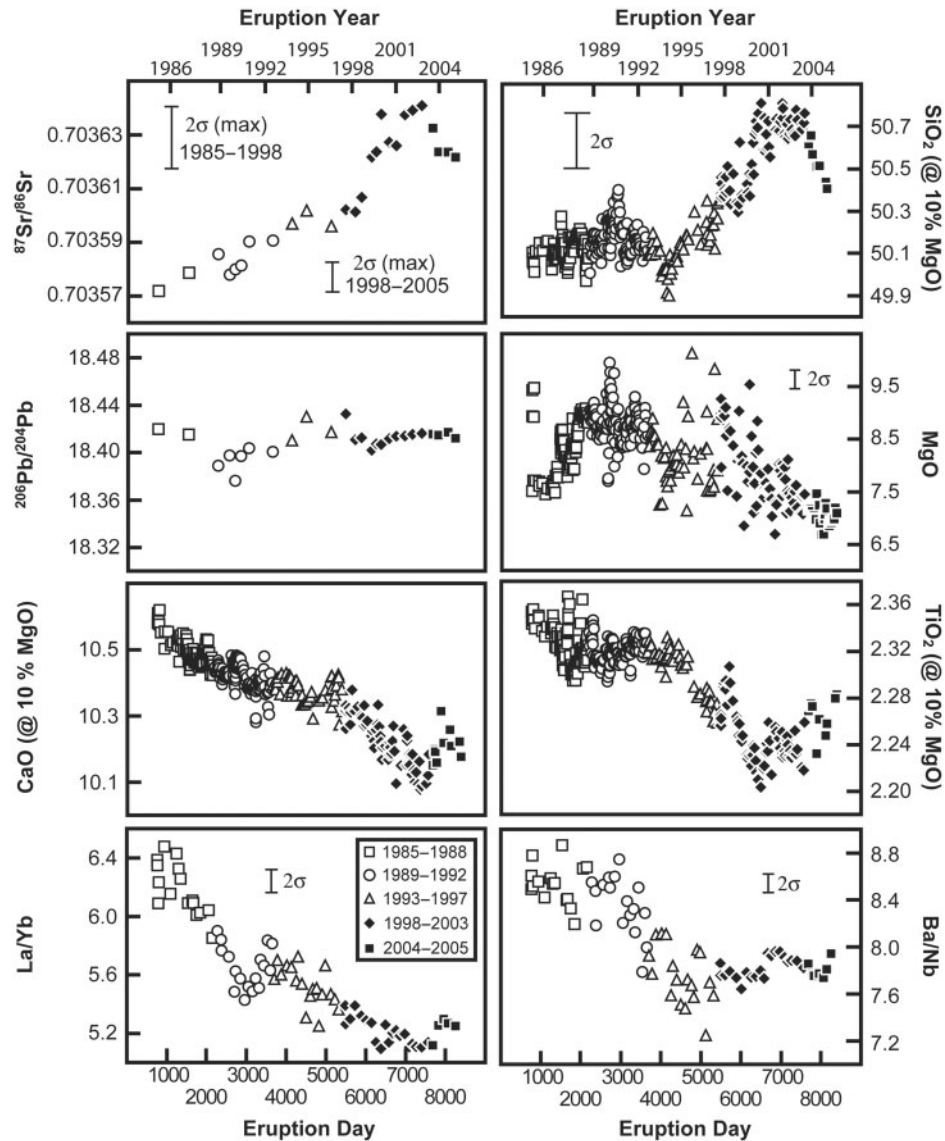 Eruption Year
1989 1995 2001
1986 1992 1998 2004
Eruption Year
1989 1995 2001
1986 1992 1998 2004
⁸⁷Sr/⁸⁶Sr
0.70363
0.70361
0.70359
0.70357
2σ (max)
1985–1998
2σ (max)
1998–2005
2σ
50.7
50.5
50.3
50.1
49.9
SiO₂ (@ 10% MgO)
²⁰⁶Pb/²⁰⁴Pb
18.48
18.44
18.40
18.36
18.32
2σ
9.5
8.5
7.5
6.5
MgO
CaO (@ 10 % MgO)
10.5
10.3
10.1
2.36
2.32
2.28
2.24
2.20
TiO₂ (@ 10% MgO)
La/Yb
6.4
6.0
5.6
5.2
2σ
1985–1988
1989–1992
1993–1997
1998–2003
2004–2005
2σ
8.8
8.4
8.0
7.6
7.2
Ba/Nb
1000 3000 5000 7000
2000 4000 6000 8000
Eruption Day
1000 3000 5000 7000
2000 4000 6000 8000
Eruption Day